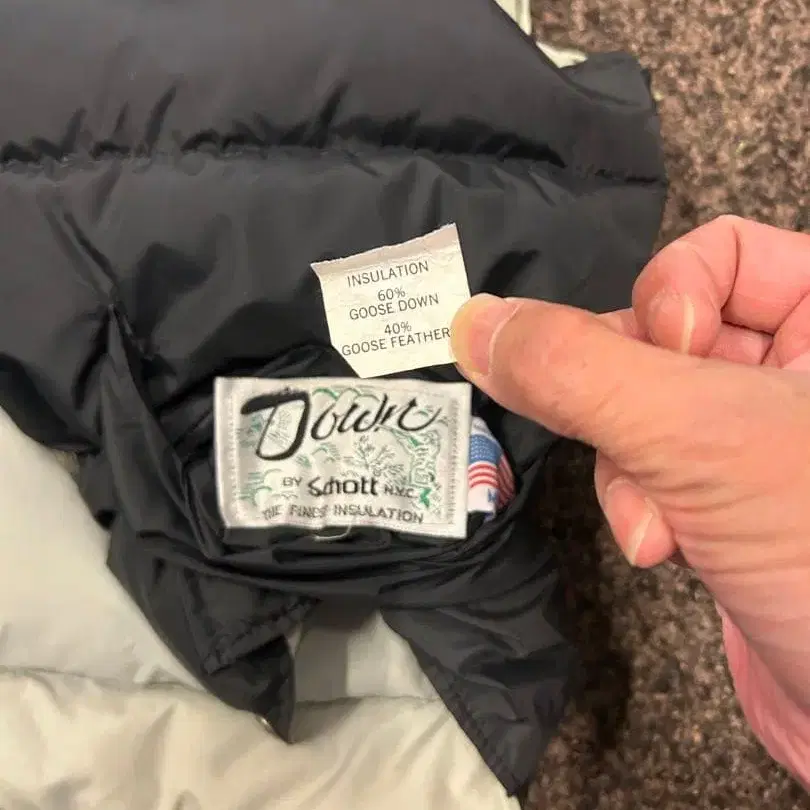 INSULATION
60%
GOOSE DOWN
40%
GOOSE FEATHER
Down
BY Schott N.Y.C.
THE FINEST INSULATION